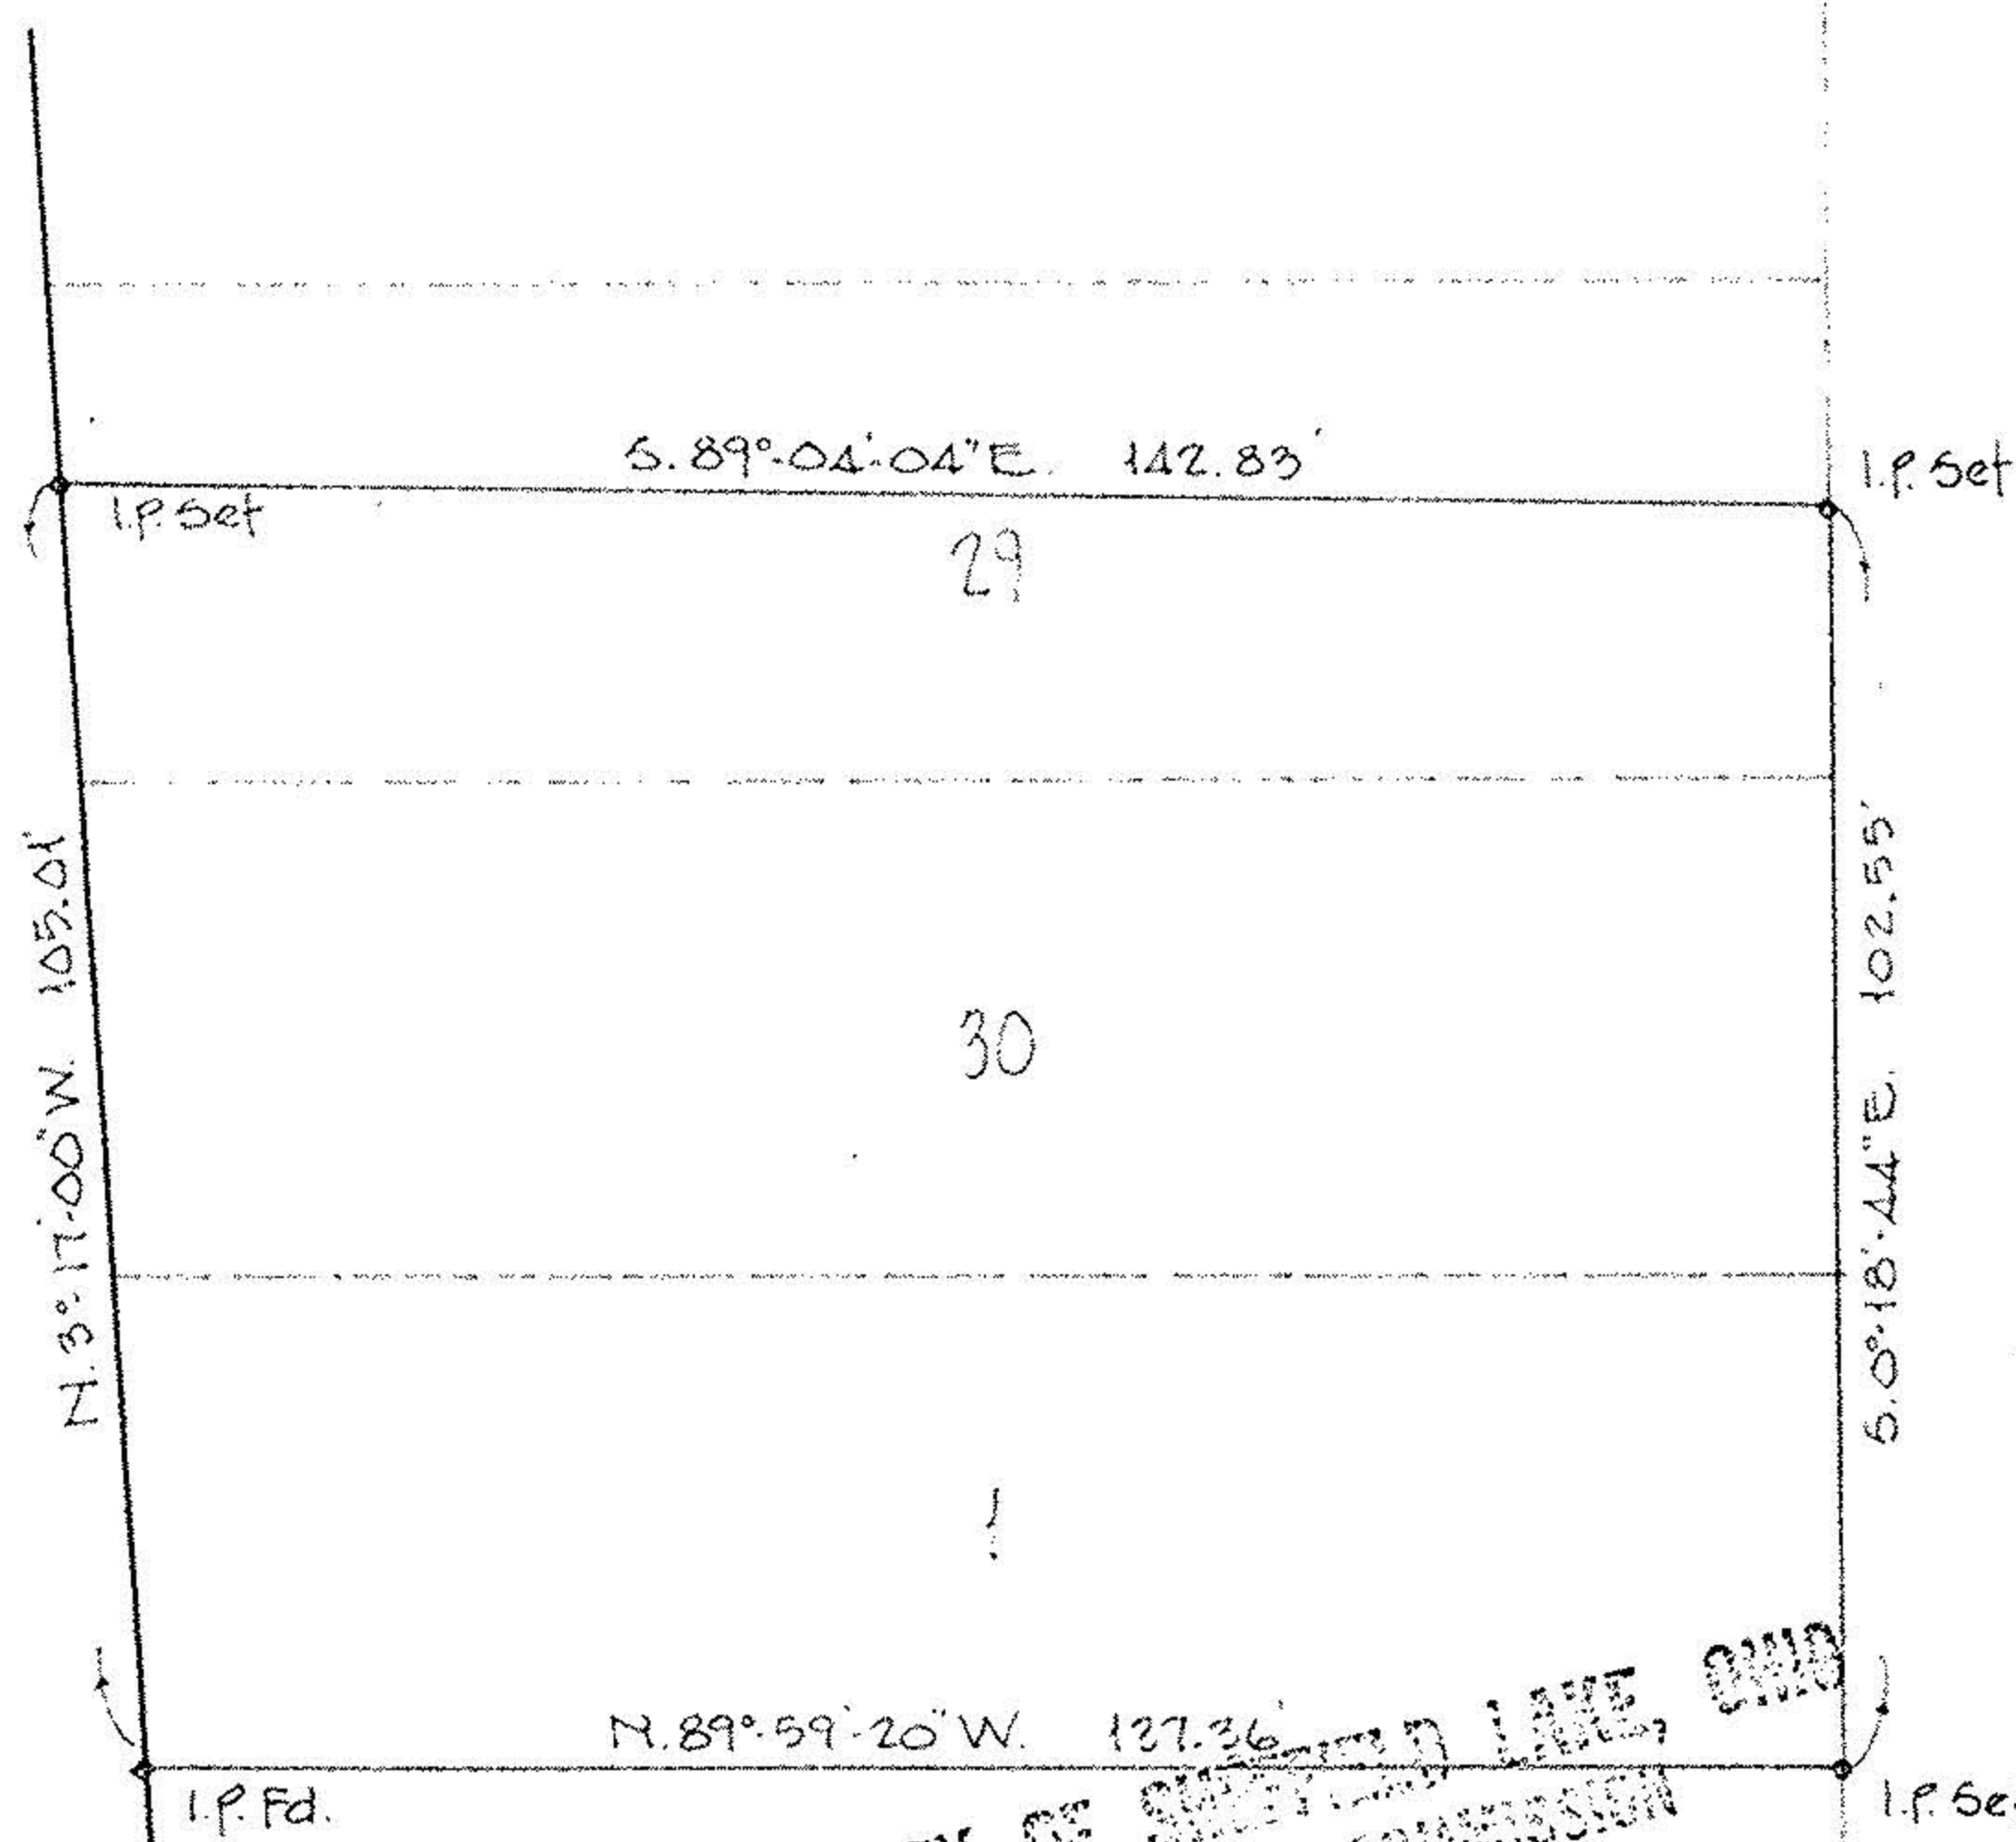 S. 89°-04'-04" E. 142.83'
I.P. Set
I.P. Set
29
N. 3°-17'-00" W. 105.01'
S. 0°-18'-44" E. 102.55'
30
1
N. 89°-59'-20" W. 137.36'
LAKE, OHIO
OF
I.P. Fd.